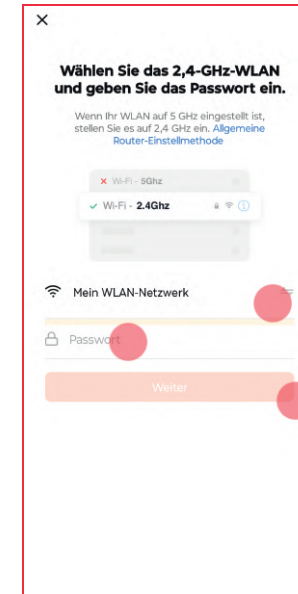 Wählen Sie das 2,4-GHz-WLAN
und geben Sie das Passwort ein.
Wenn Ihr WLAN auf 5 GHz eingestellt ist,
stellen Sie es auf 2,4 GHz ein. Allgemeine
Router-Einstellmethode
Wi-Fi - 5Ghz
Wi-Fi - 2.4Ghz
Mein WLAN-Netzwerk
Passwort
Weiter